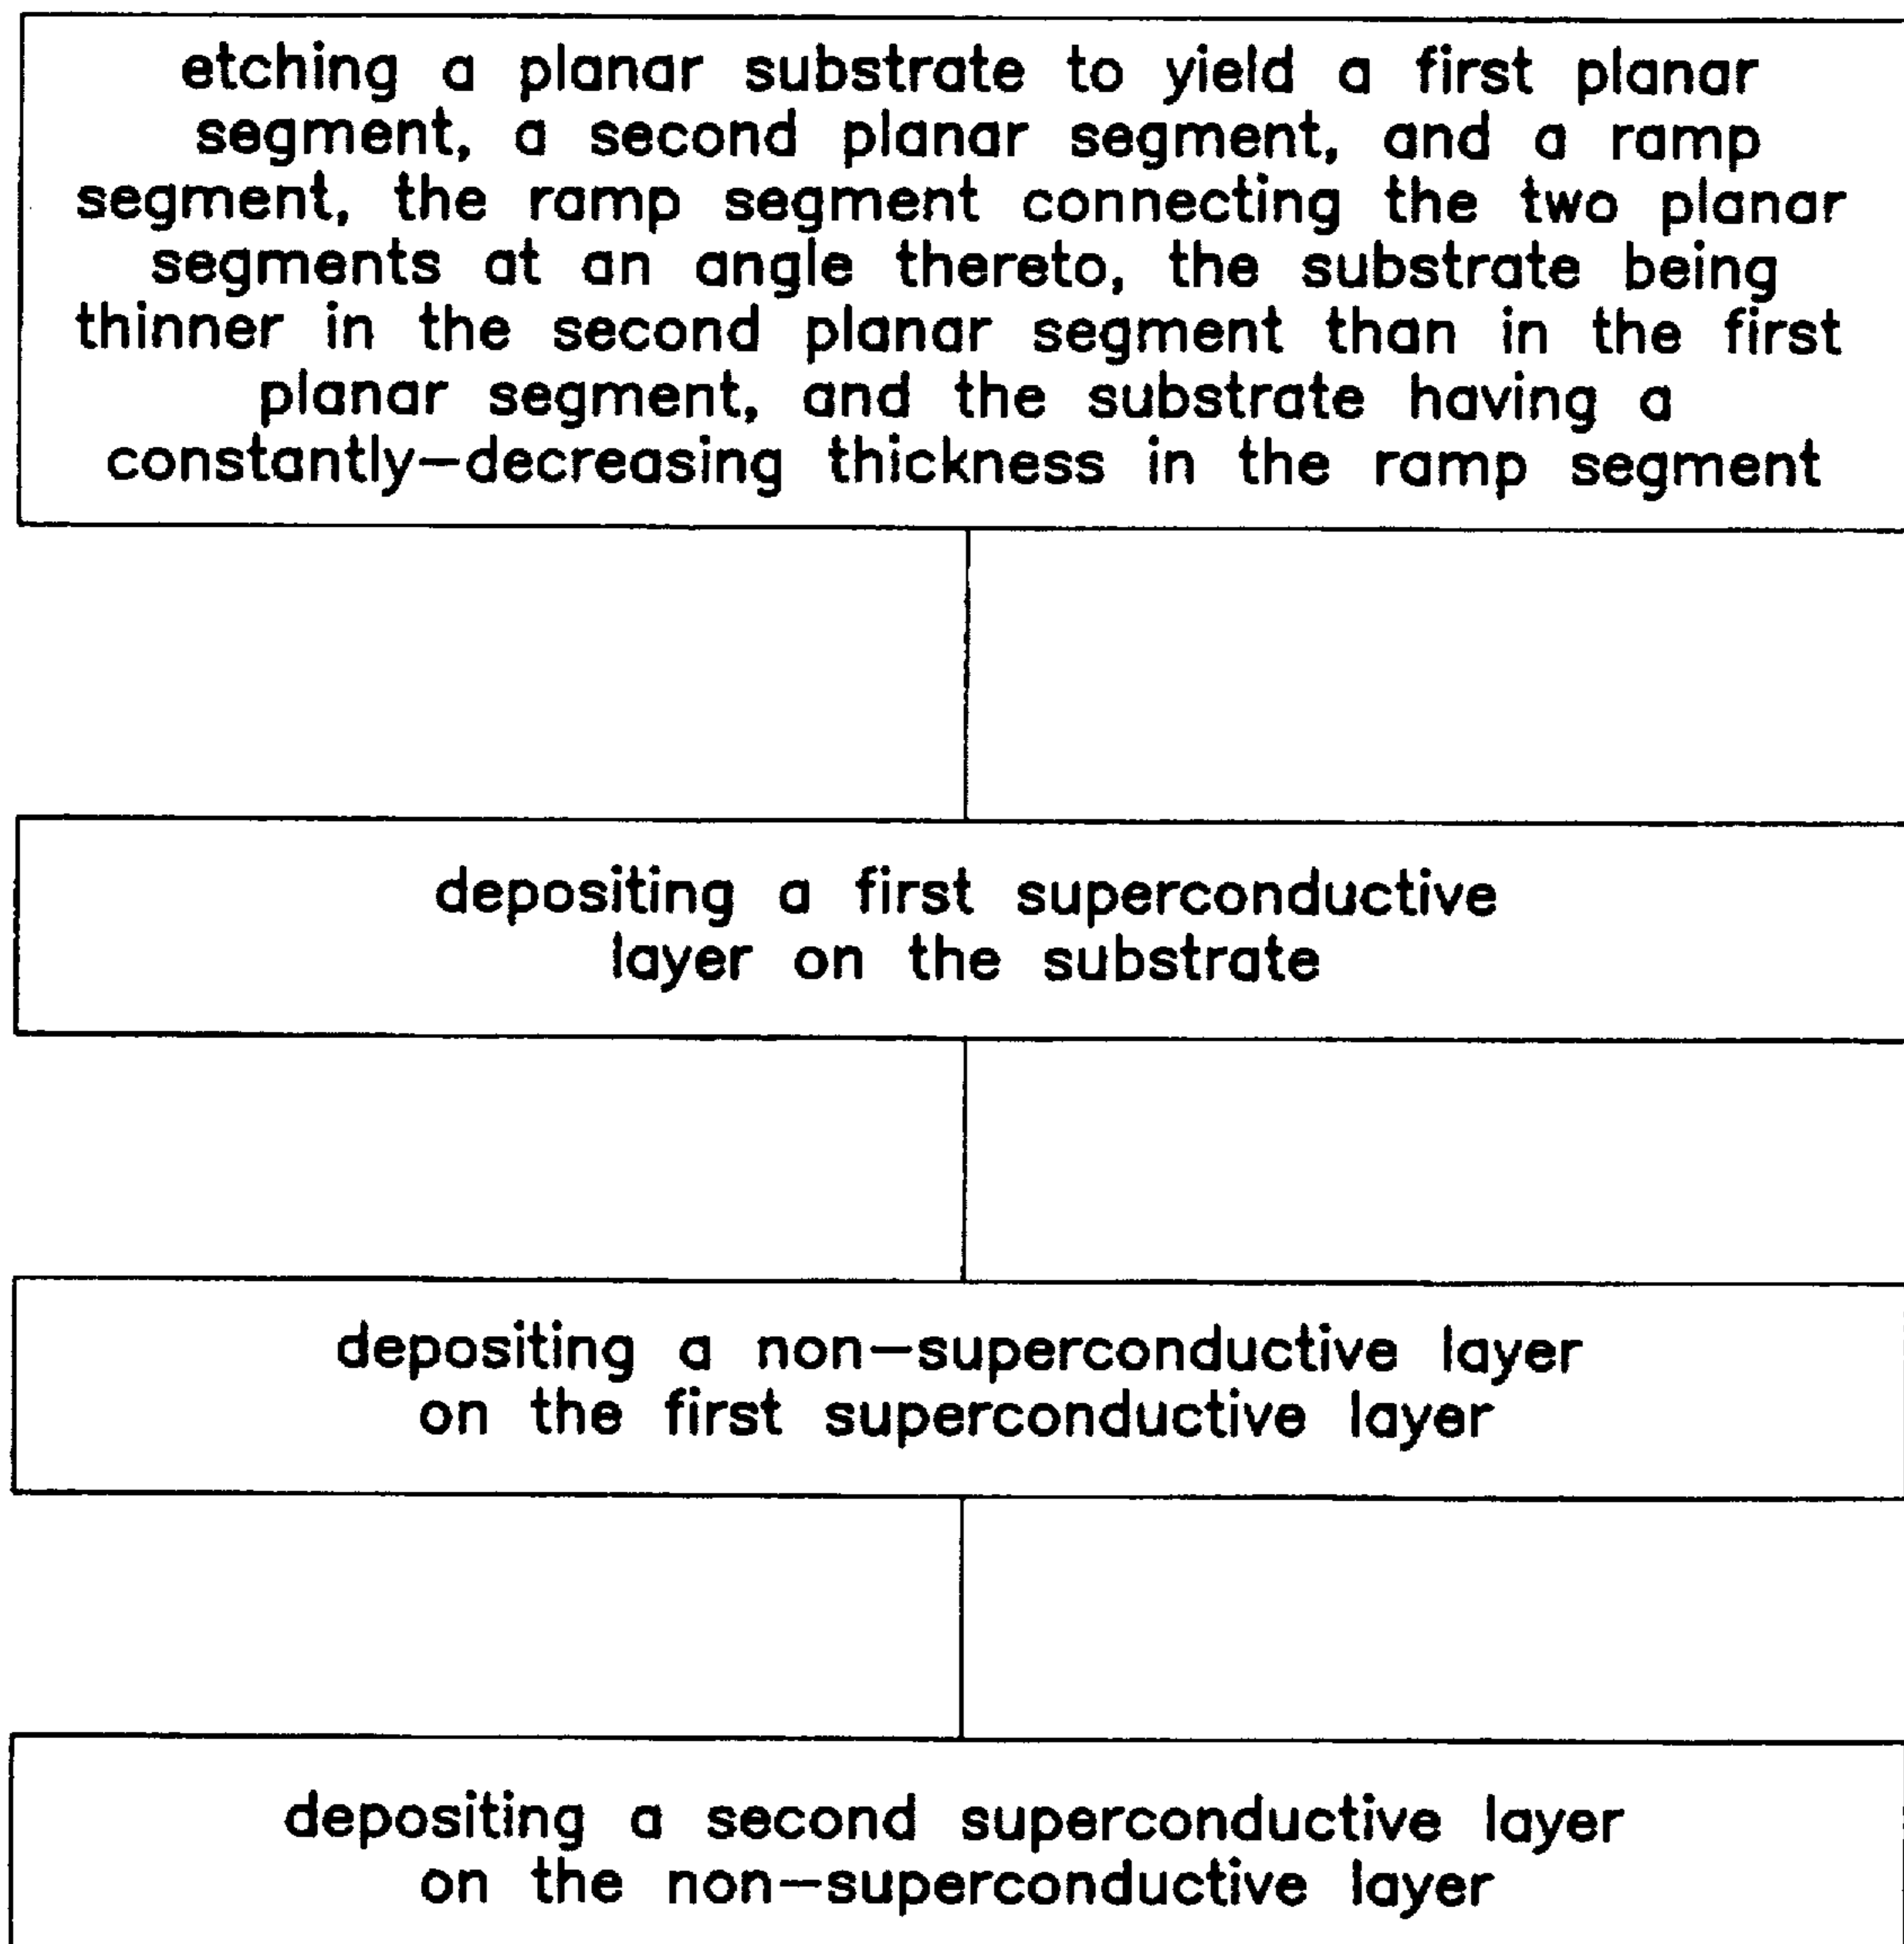 etching a planar substrate to yield a first planar
segment, a second planar segment, and a ramp
segment, the ramp segment connecting the two planar
segments at an angle thereto, the substrate being
thinner in the second planar segment than in the first
planar segment, and the substrate having a
constantly—decreasing thickness in the ramp segment
depositing a first superconductive
layer on the substrate
depositing a non—superconductive layer
on the first superconductive layer
depositing a second superconductive layer
on the non—superconductive layer